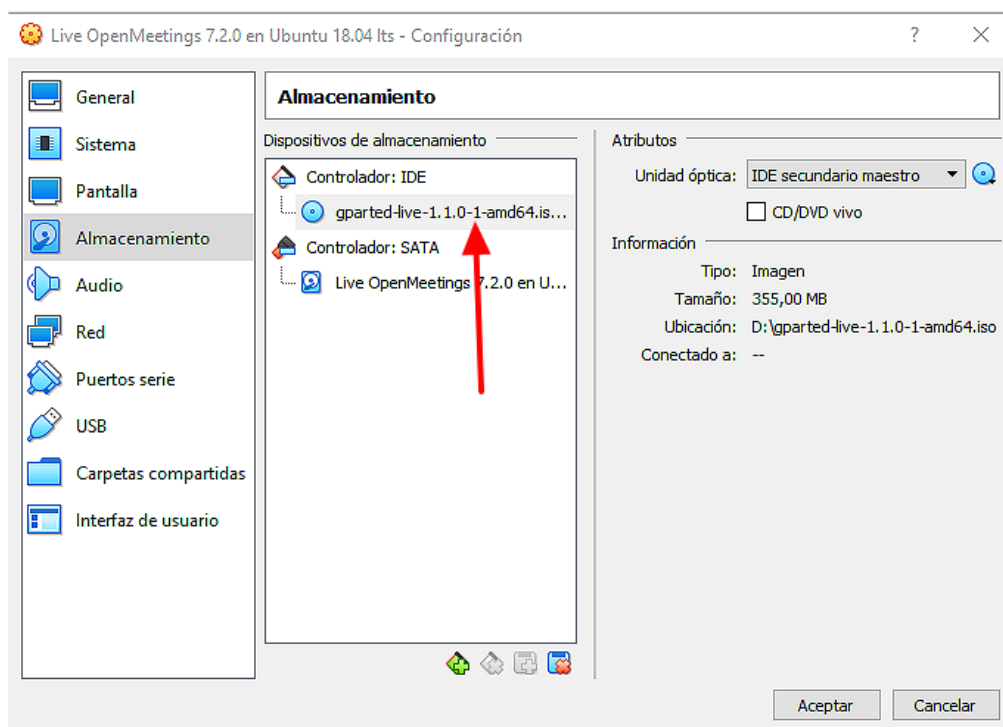 Live OpenMeetings 7.2.0 en Ubuntu 18.04 lts - Configuración
?
General
Sistema
Pantalla
Almacenamiento
Audio
Red
Puertos serie
USB
Carpetas compartidas
Interfaz de usuario
Almacenamiento
Dispositivos de almacenamiento
Controlador: IDE
gparted-live-1.1.0-1-amd64.is...
Controlador: SATA
Live OpenMeetings 7.2.0 en U...
Atributos
Unidad óptica: IDE secundario maestro
CD/DVD vivo
Información
Tipo: Imagen
Tamaño: 355,00 MB
Ubicación: D:\gparted-live-1.1.0-1-amd64.iso
Conectado a: --
Aceptar
Cancelar